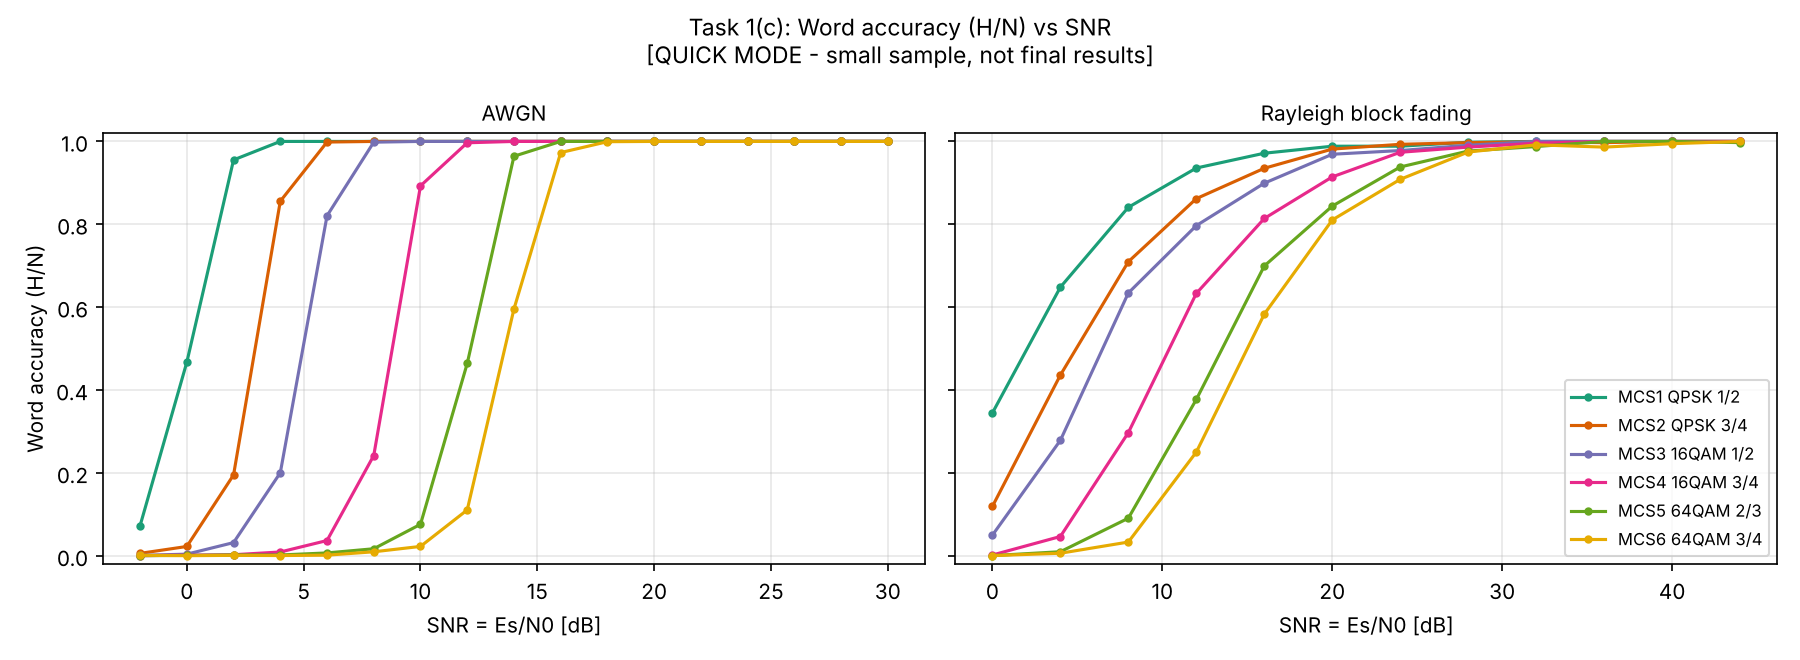 Task 1(c): Word accuracy (H/N) vs SNR
[QUICK MODE - small sample, not final results]
AWGN
Word accuracy (H/N)
1.0
0.8
0.6
0.4
0.2
0.0
0 5 10 15 20 25 30
SNR = Es/N0 [dB]
Rayleigh block fading
MCS1 QPSK 1/2
MCS2 QPSK 3/4
MCS3 16QAM 1/2
MCS4 16QAM 3/4
MCS5 64QAM 2/3
MCS6 64QAM 3/4
0 10 20 30 40
SNR = Es/N0 [dB]